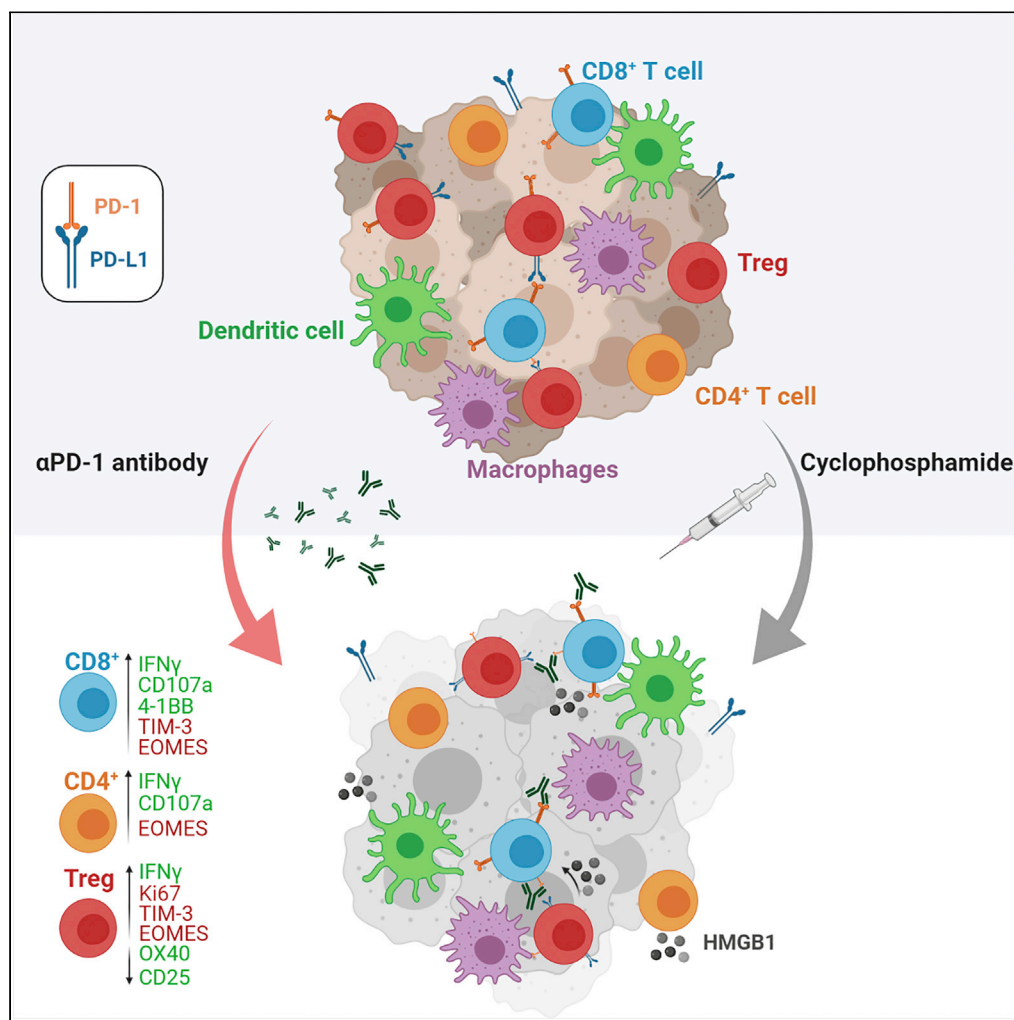 CD8⁺ T cell
PD-1
PD-L1
Treg
Dendritic cell
CD4⁺ T cell
Macrophages
αPD-1 antibody
Cyclophosphamide
CD8⁺
IFNγ
CD107a
4-1BB
TIM-3
EOMES
CD4⁺
IFNγ
CD107a
EOMES
Treg
IFNγ
Ki67
TIM-3
EOMES
OX40
CD25
HMGB1